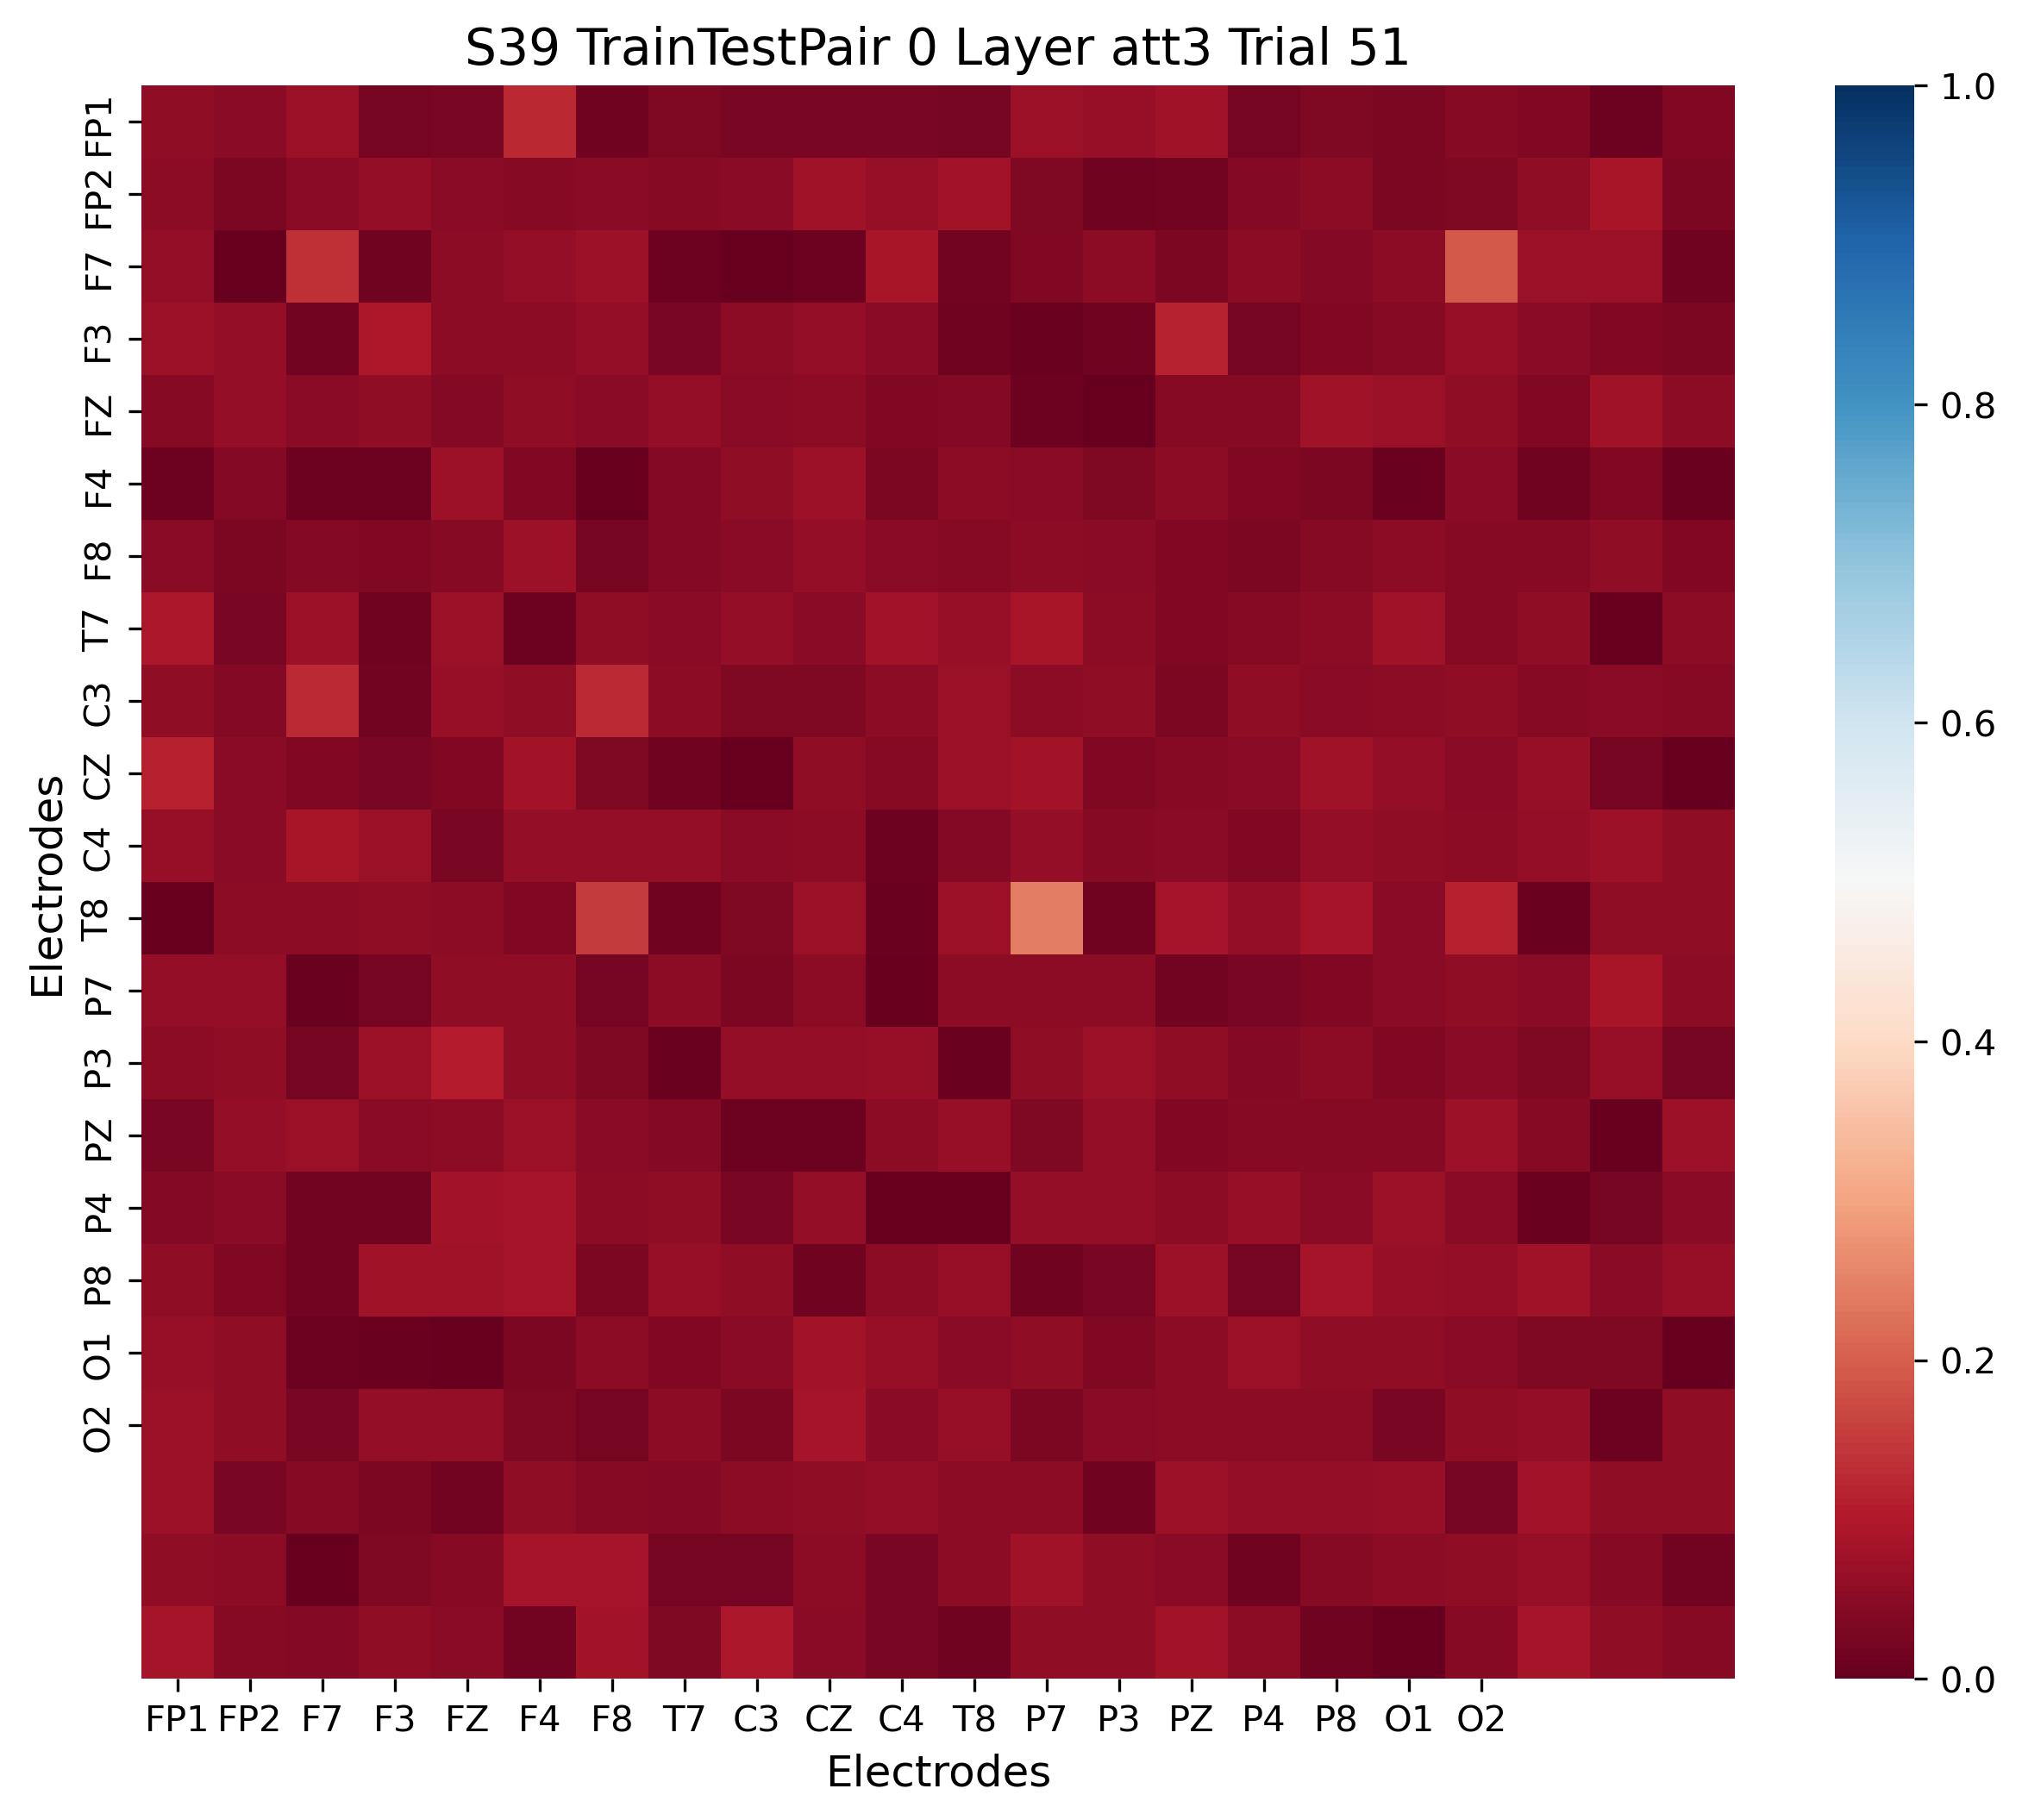 S39 TrainTestPair 0 Layer att3 Trial 51
Electrodes
FP1
FP2
F7
F3
FZ
F4
F8
T7
C3
CZ
C4
T8
P7
P3
PZ
P4
P8
O1
O2
FP1 FP2 F7 F3 FZ F4 F8 T7 C3 CZ C4 T8 P7 P3 PZ P4 P8 O1 O2
Electrodes
1.0
0.8
0.6
0.4
0.2
0.0